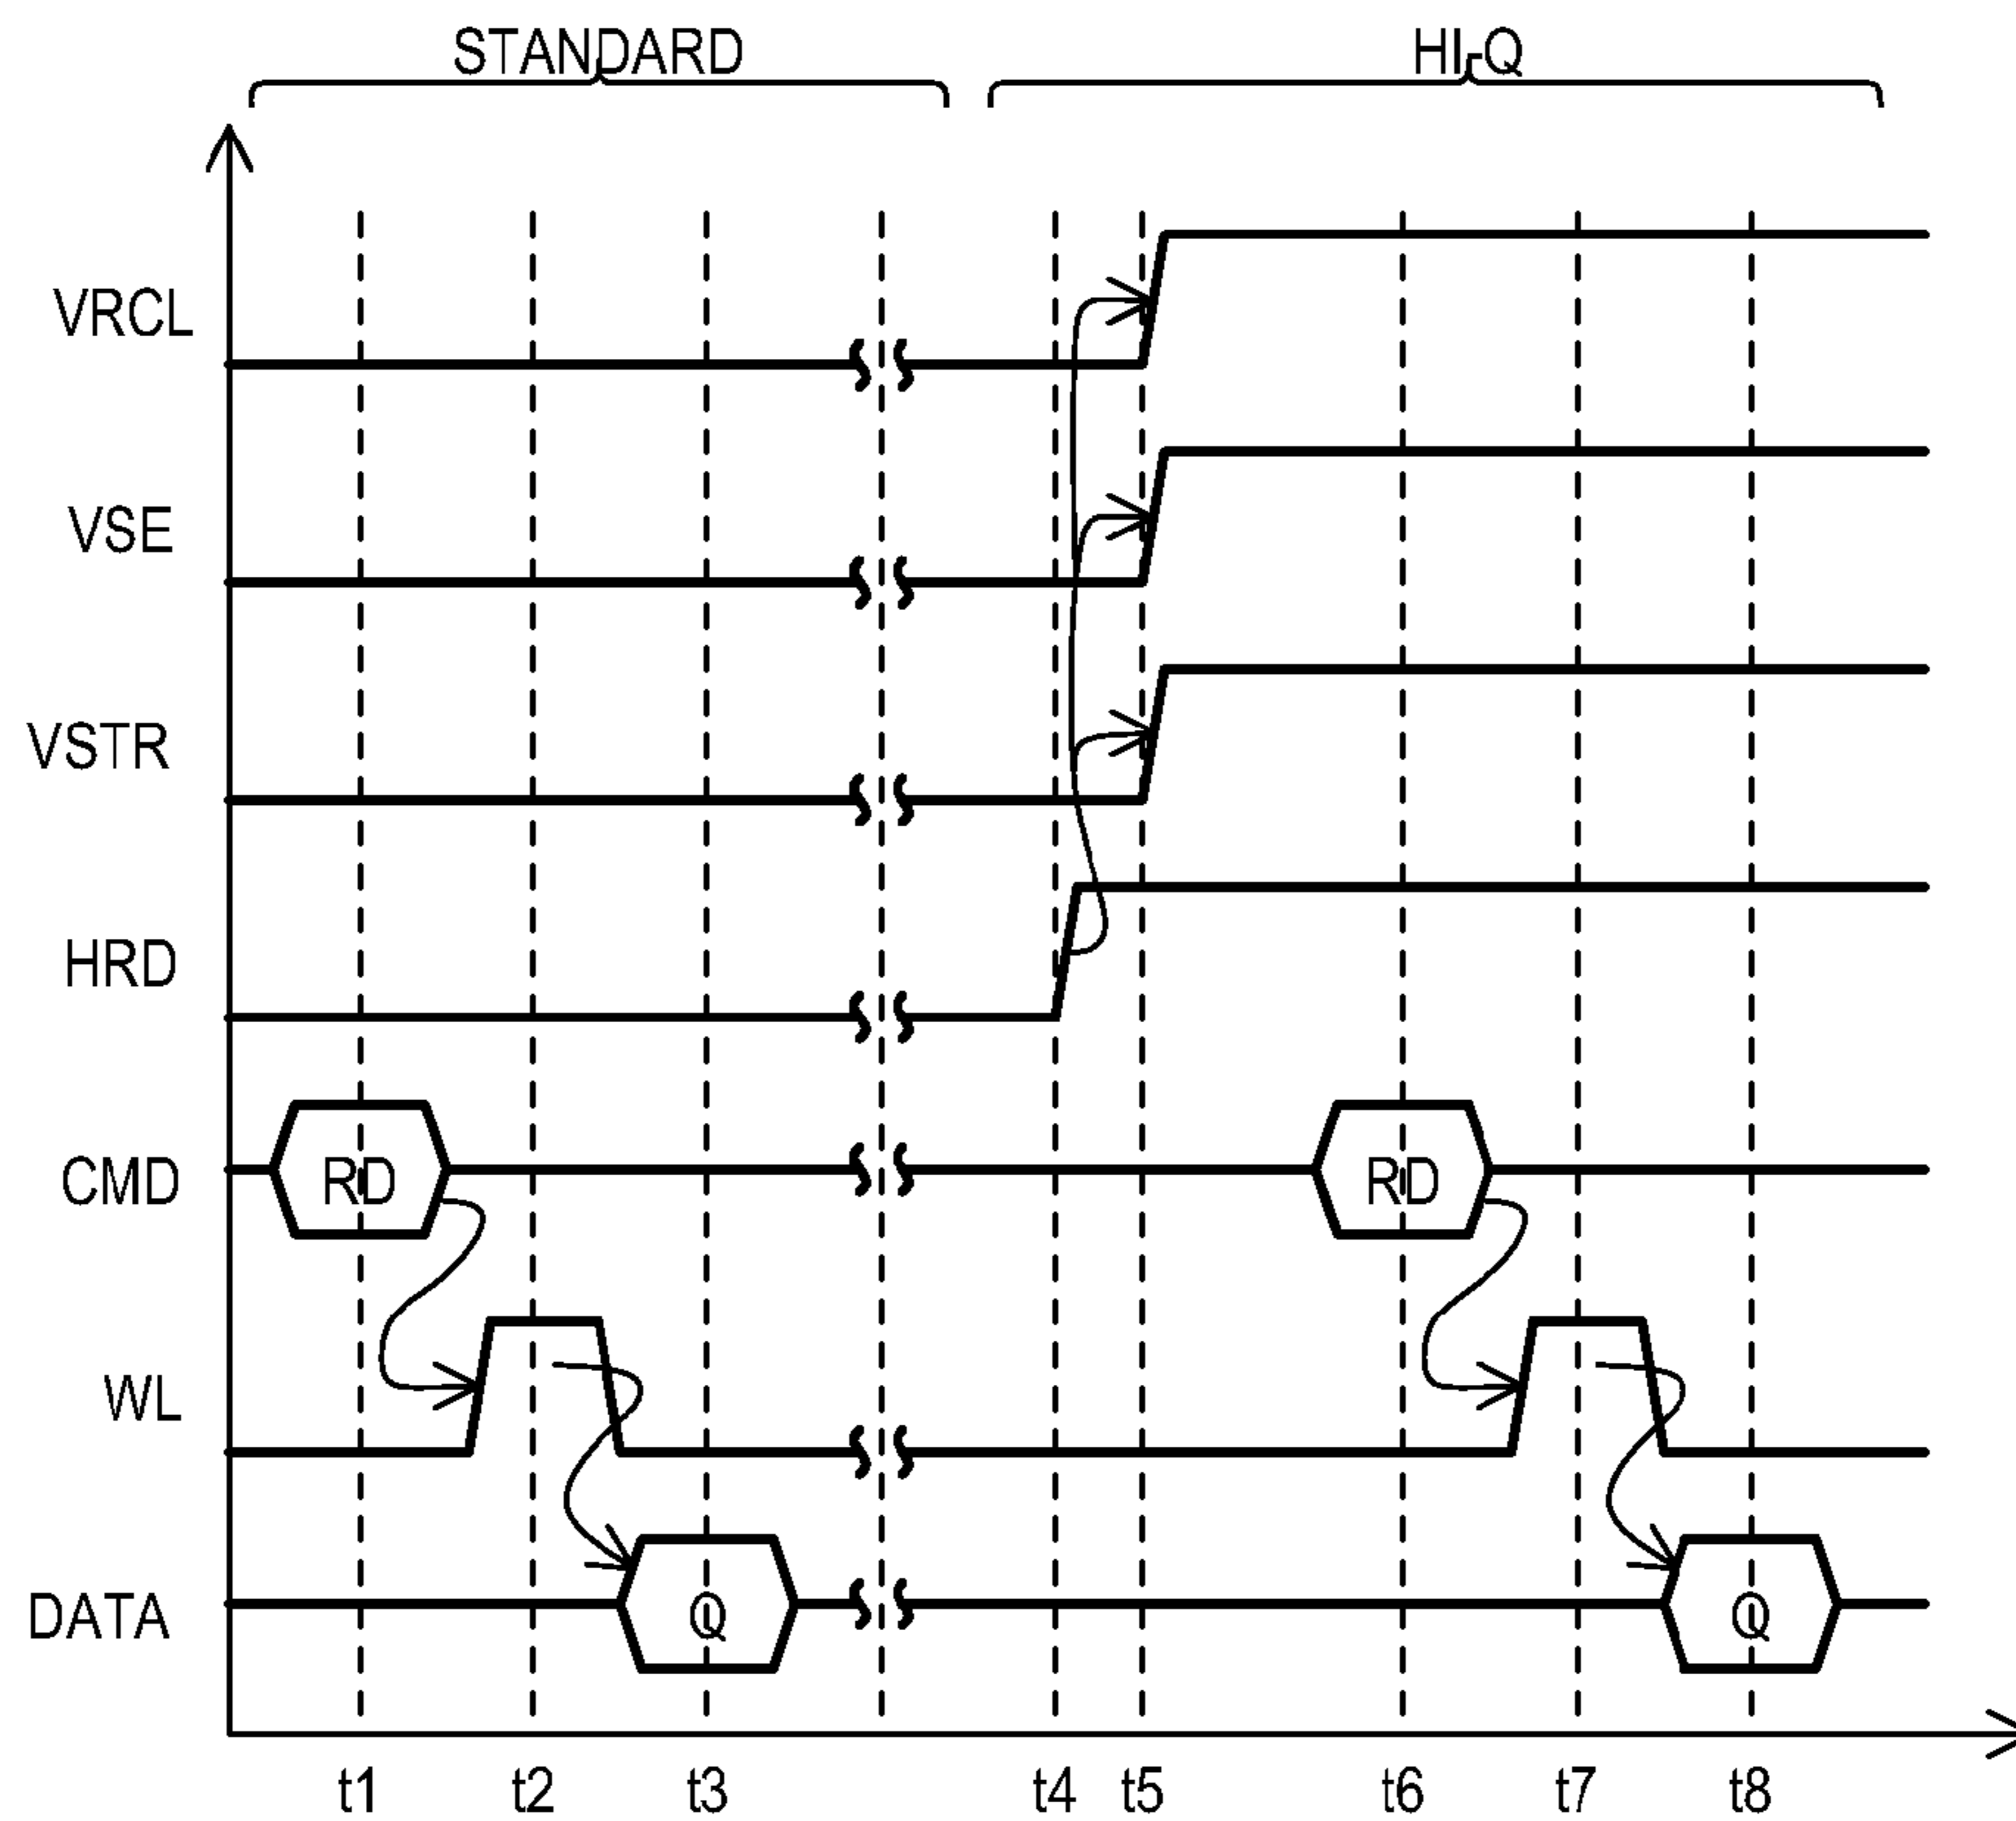 STANDARD HI-Q
VRCL
VSE
VSTR
HRD
CMD RD RD
WL
DATA Q Q
t1 t2 t3 t4 t5 t6 t7 t8